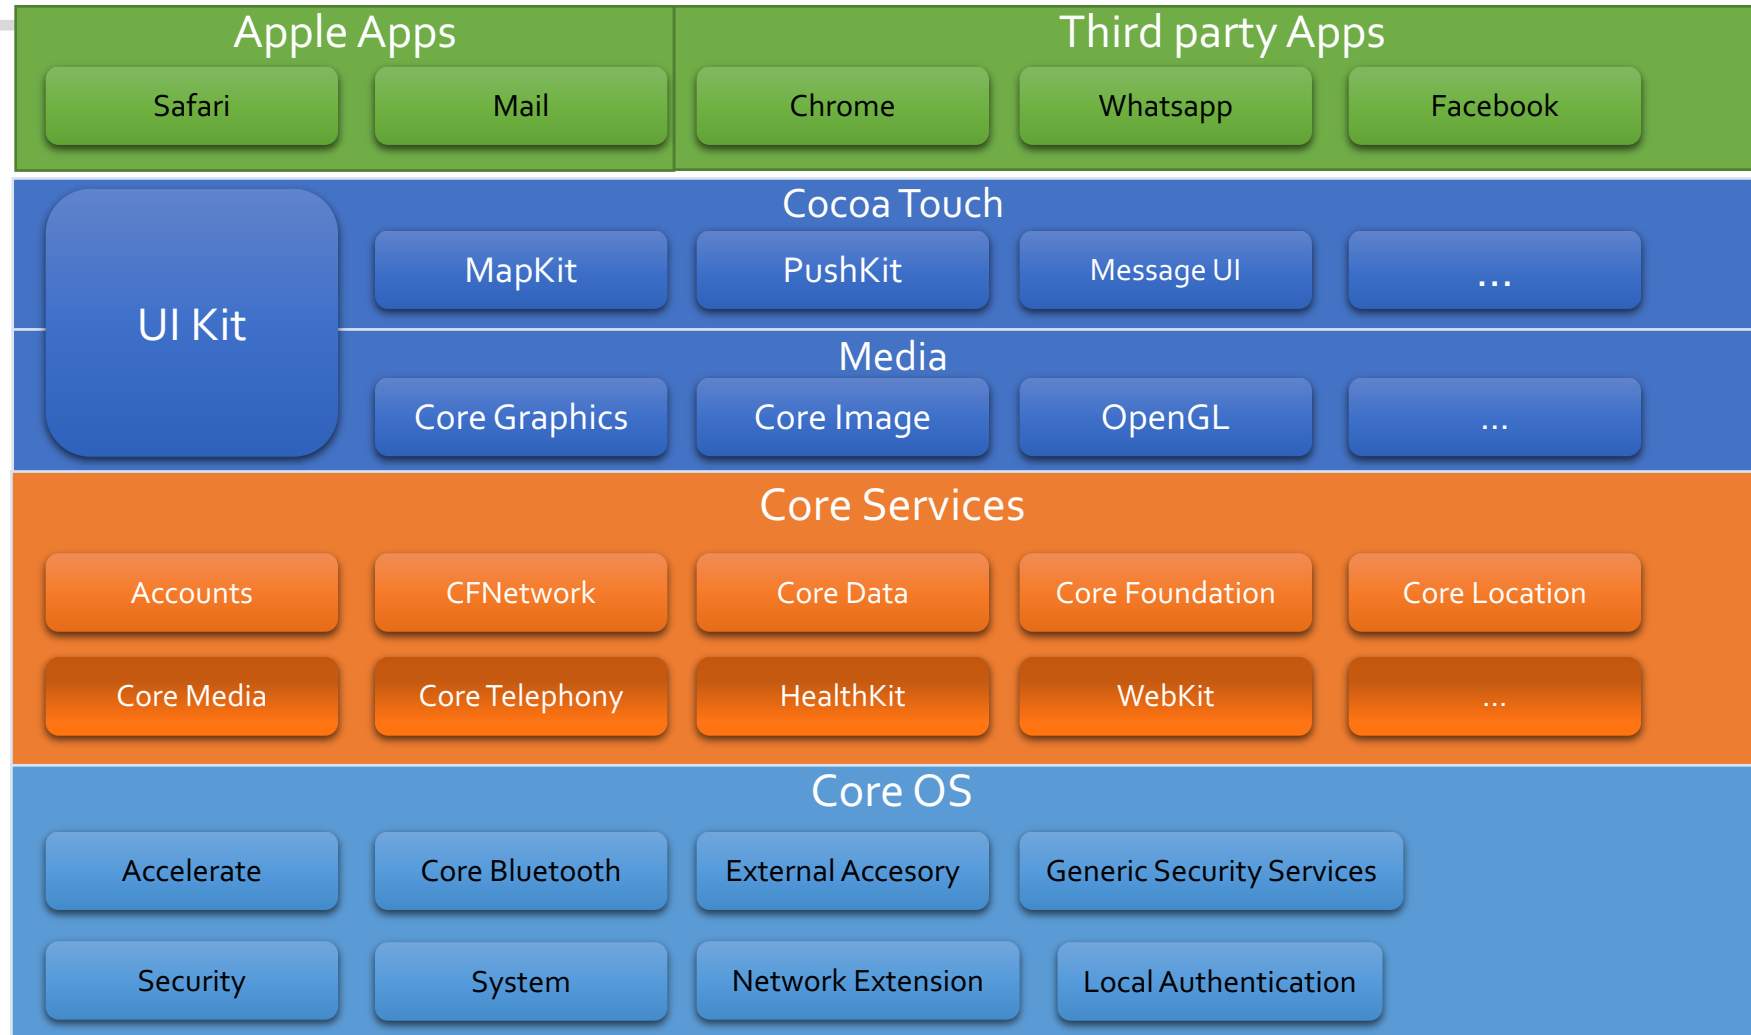 Apple Apps
Third party Apps
Safari
Mail
Chrome
Whatsapp
Facebook
Cocoa Touch
UI Kit
MapKit
PushKit
Message UI
...
Media
Core Graphics
Core Image
OpenGL
...
Core Services
Accounts
CFNetwork
Core Data
Core Foundation
Core Location
Core Media
Core Telephony
HealthKit
WebKit
...
Core OS
Accelerate
Core Bluetooth
External Accesory
Generic Security Services
Security
System
Network Extension
Local Authentication